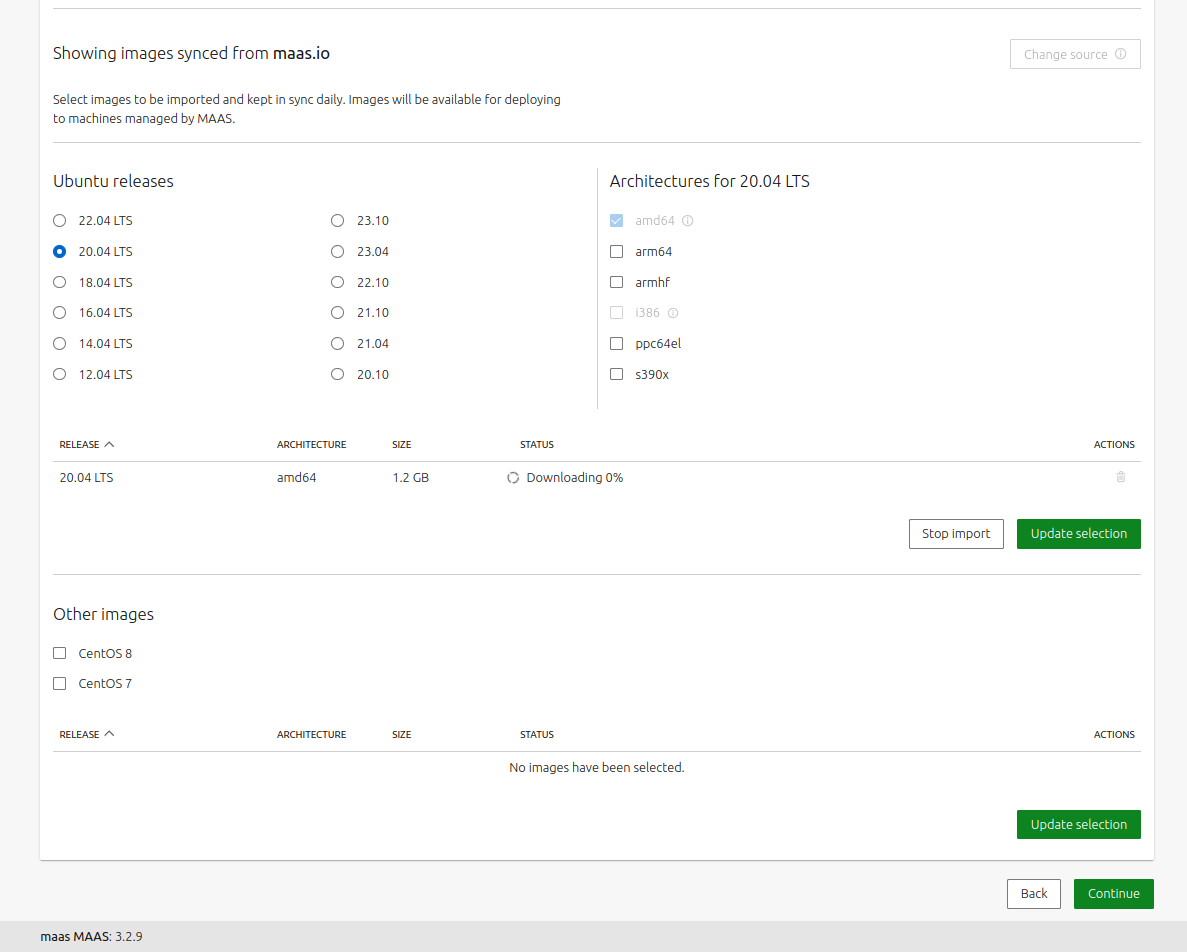 Showing images synced from maas.io
Change source
Select images to be imported and kept in sync daily. Images will be available for deploying
to machines managed by MAAS.
Ubuntu releases
22.04 LTS
20.04 LTS
18.04 LTS
16.04 LTS
14.04 LTS
12.04 LTS
23.10
23.04
22.10
21.10
21.04
20.10
Architectures for 20.04 LTS
amd64
arm64
armhf
i386
ppc64el
s390x
RELEASE ARCHITECTURE SIZE STATUS ACTIONS
20.04 LTS amd64 1.2 GB Downloading 0%
Stop import Update selection
Other images
CentOS 8
CentOS 7
RELEASE ARCHITECTURE SIZE STATUS ACTIONS
No images have been selected.
Update selection
Back Continue
maas MAAS: 3.2.9